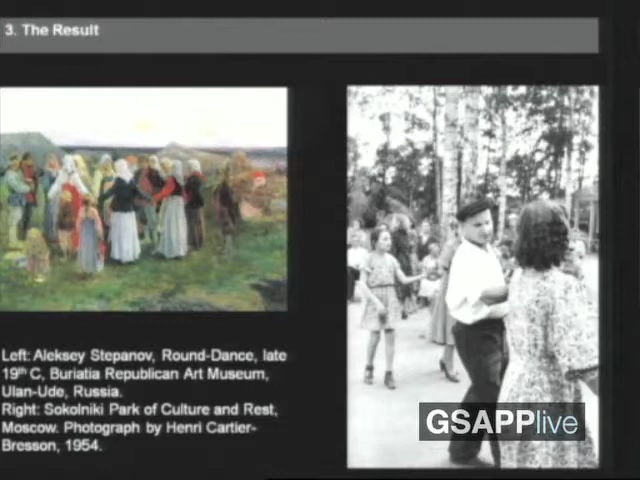 3. The Result
Left: Aleksey Stepanov, Round-Dance, late
19th C, Buriatia Republican Art Museum,
Ulan-Ude, Russia.
Right: Sokolniki Park of Culture and Rest,
Moscow. Photograph by Henri Cartier-
Bresson, 1954.
GSAPPlive